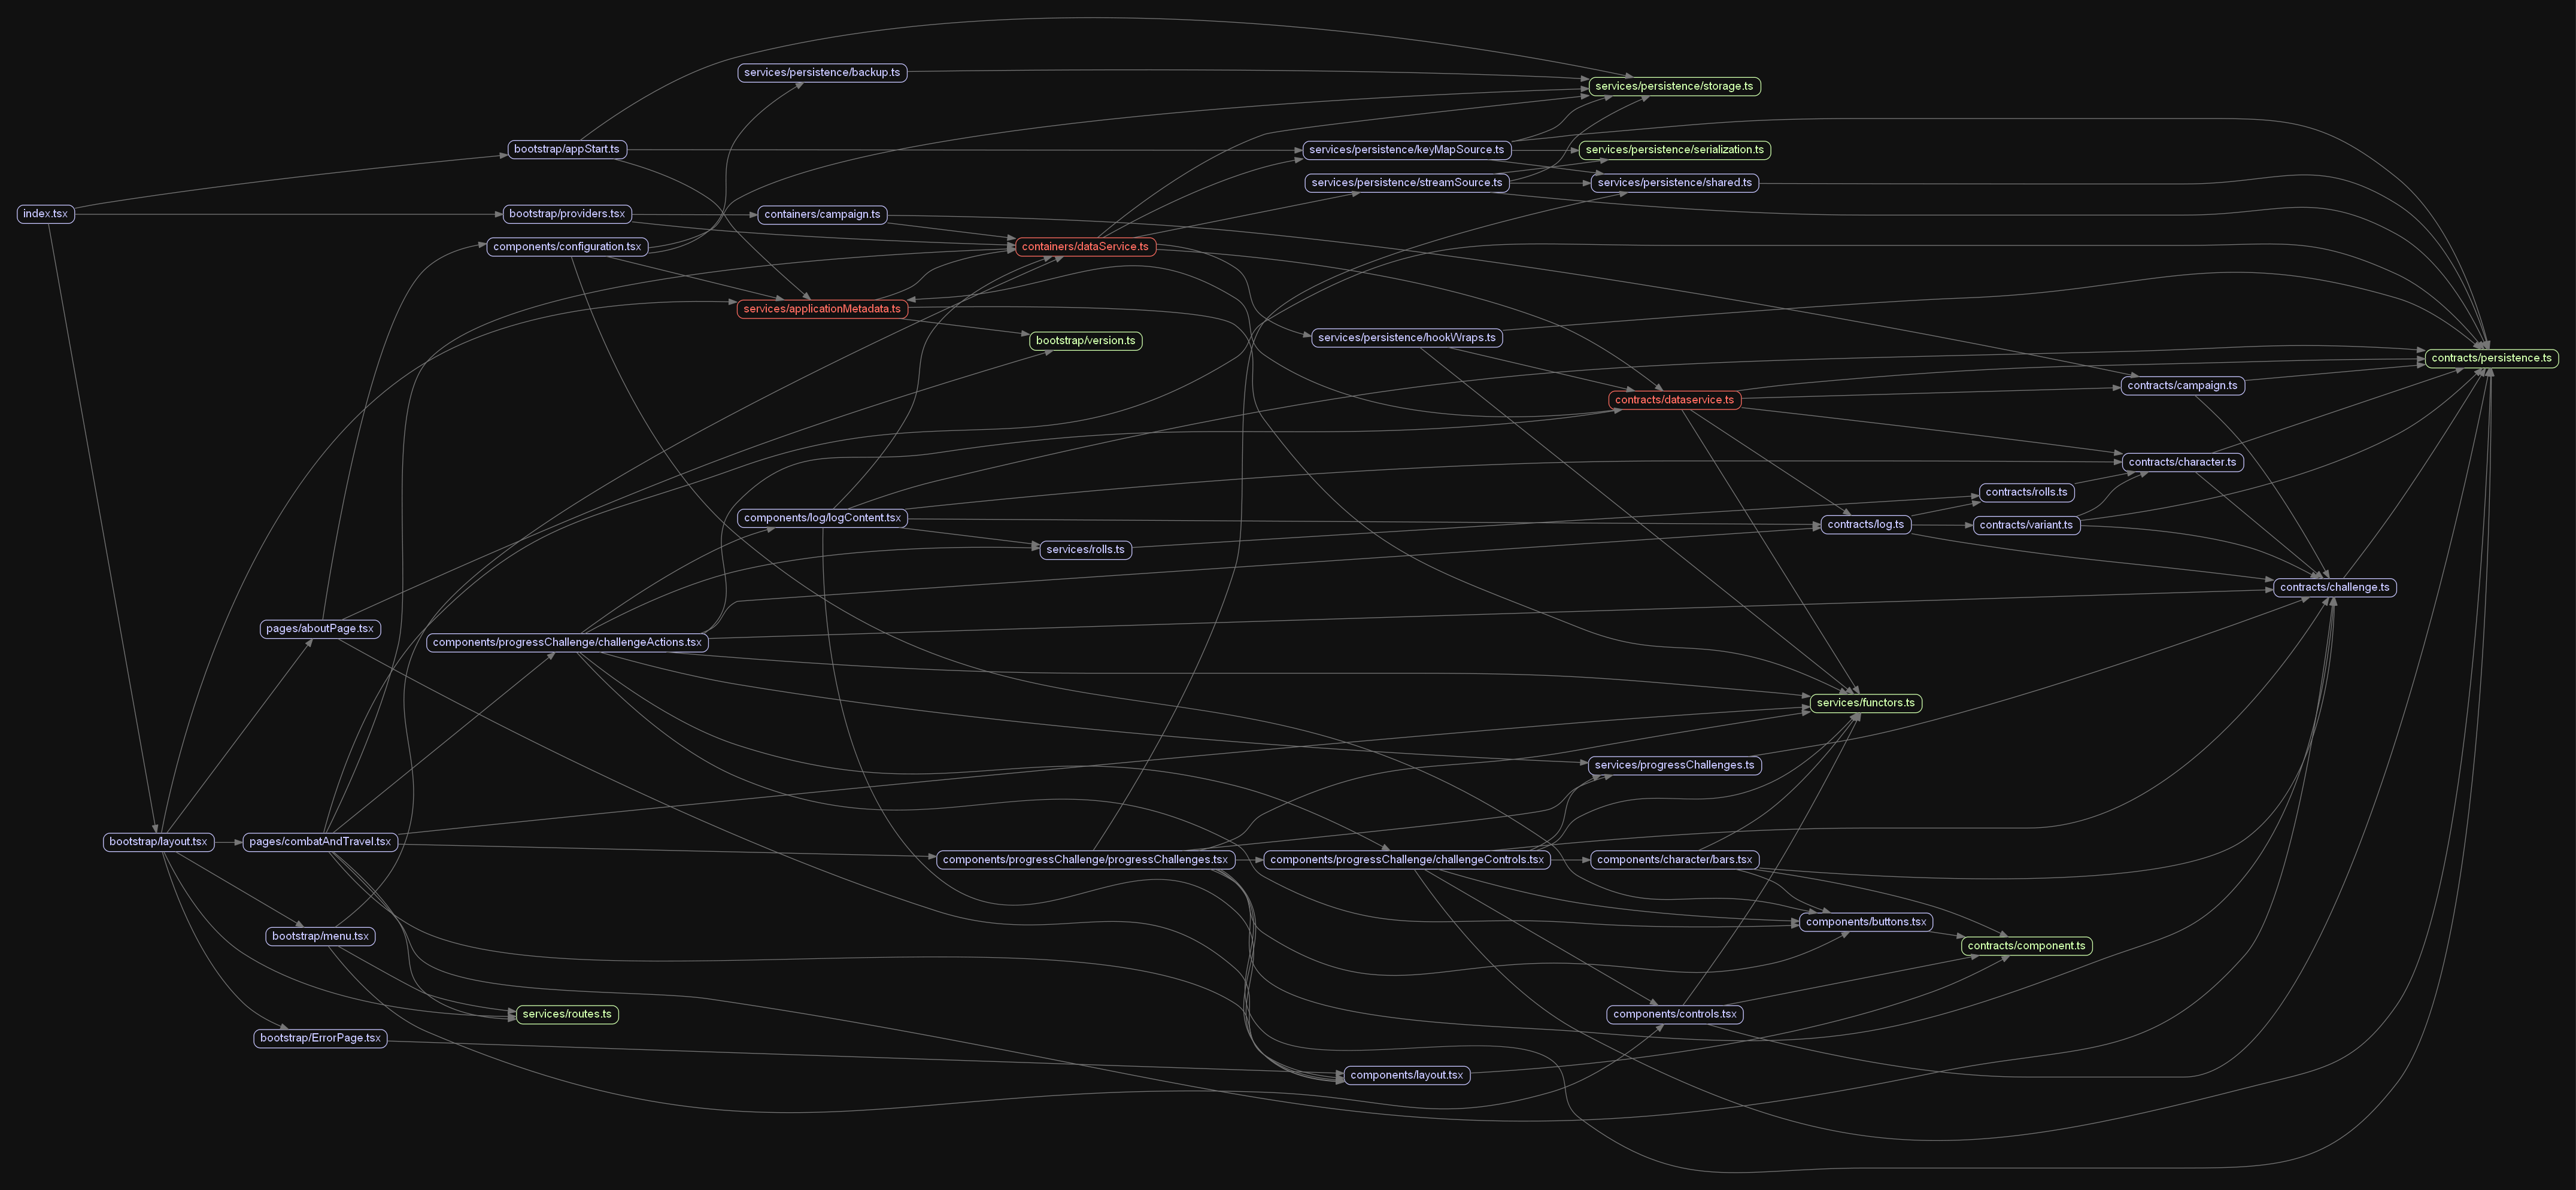 services/persistence/backup.ts
services/persistence/storage.ts
bootstrap/appStart.ts
services/persistence/keyMapSource.ts
services/persistence/serialization.ts
services/persistence/streamSource.ts
services/persistence/shared.ts
index.tsx
bootstrap/providers.tsx
containers/campaign.ts
components/configuration.tsx
containers/dataService.ts
services/applicationMetadata.ts
bootstrap/version.ts
services/persistence/hookWraps.ts
contracts/persistence.ts
contracts/campaign.ts
contracts/dataservice.ts
contracts/character.ts
contracts/rolls.ts
components/log/logContent.tsx
contracts/log.ts
contracts/variant.ts
services/rolls.ts
contracts/challenge.ts
pages/aboutPage.tsx
components/progressChallenge/challengeActions.tsx
services/functors.ts
services/progressChallenges.ts
bootstrap/layout.tsx
pages/combatAndTravel.tsx
components/progressChallenge/progressChallenges.tsx
components/progressChallenge/challengeControls.tsx
components/character/bars.tsx
components/buttons.tsx
bootstrap/menu.tsx
contracts/component.ts
services/routes.ts
components/controls.tsx
bootstrap/ErrorPage.tsx
components/layout.tsx